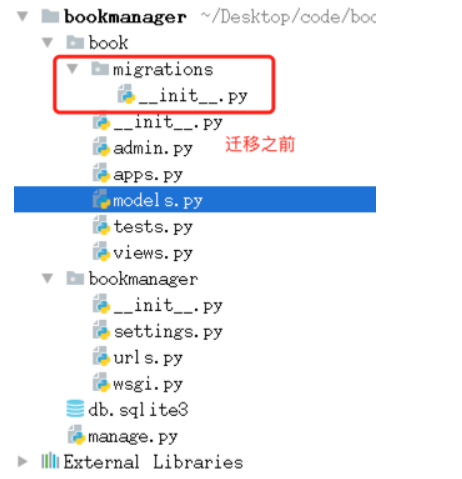 bookmanager ~/Desktop/code/boo
book
migrations
__init__.py
__init__.py
admin.py 迁移之前
apps.py
models.py
tests.py
views.py
bookmanager
__init__.py
settings.py
urls.py
wsgi.py
db.sqlite3
manage.py
External Libraries